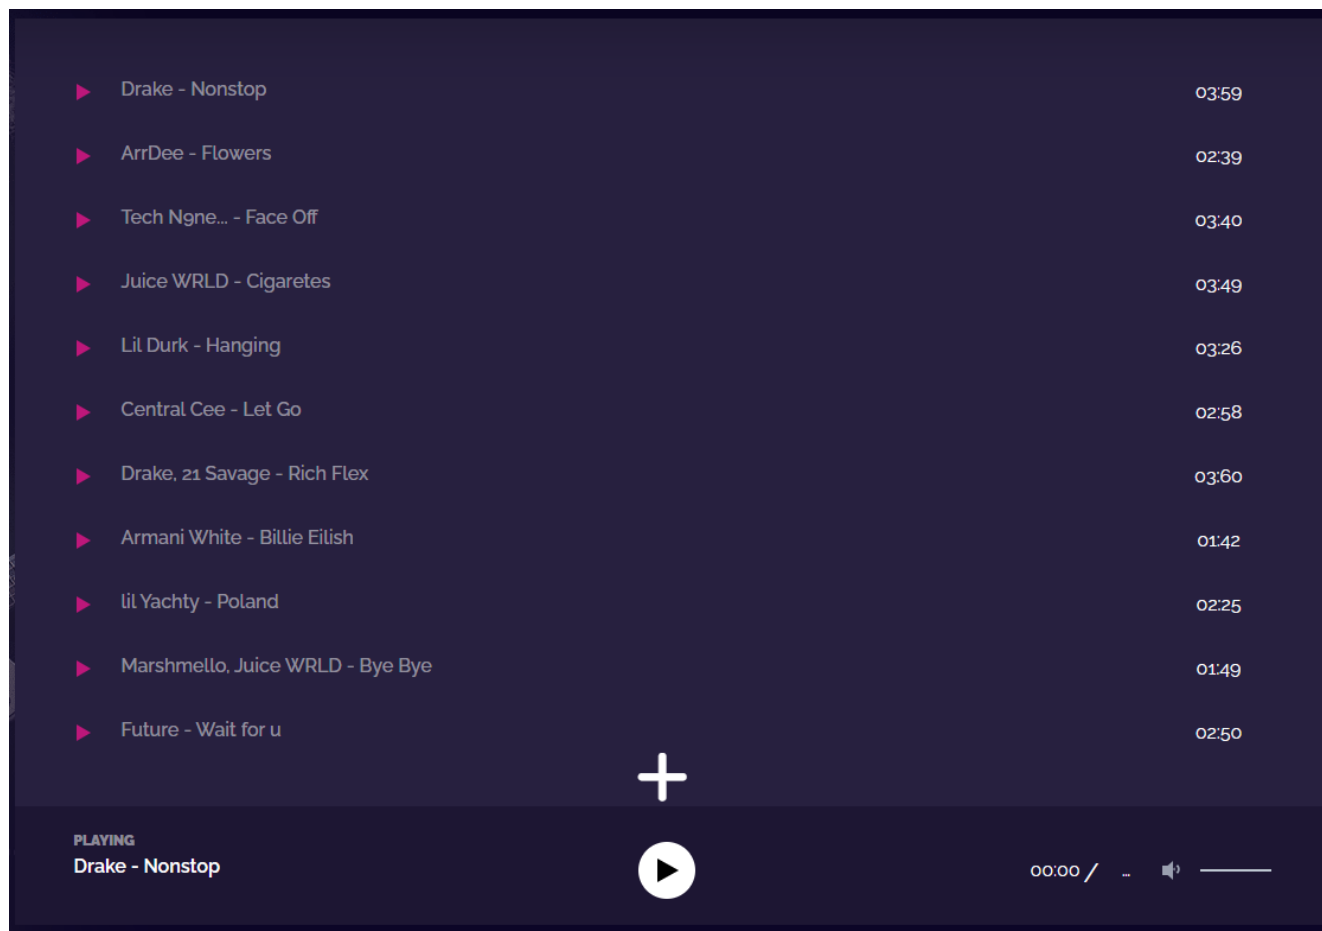 Drake - Nonstop 03:59
ArrDee - Flowers 02:39
Tech N9ne... - Face Off 03:40
Juice WRLD - Cigaretes 03:49
Lil Durk - Hanging 03:26
Central Cee - Let Go 02:58
Drake, 21 Savage - Rich Flex 03:60
Armani White - Billie Eilish 01:42
lil Yachty - Poland 02:25
Marshmello, Juice WRLD - Bye Bye 01:49
Future - Wait for u 02:50
PLAYING
Drake - Nonstop
00:00 / ...